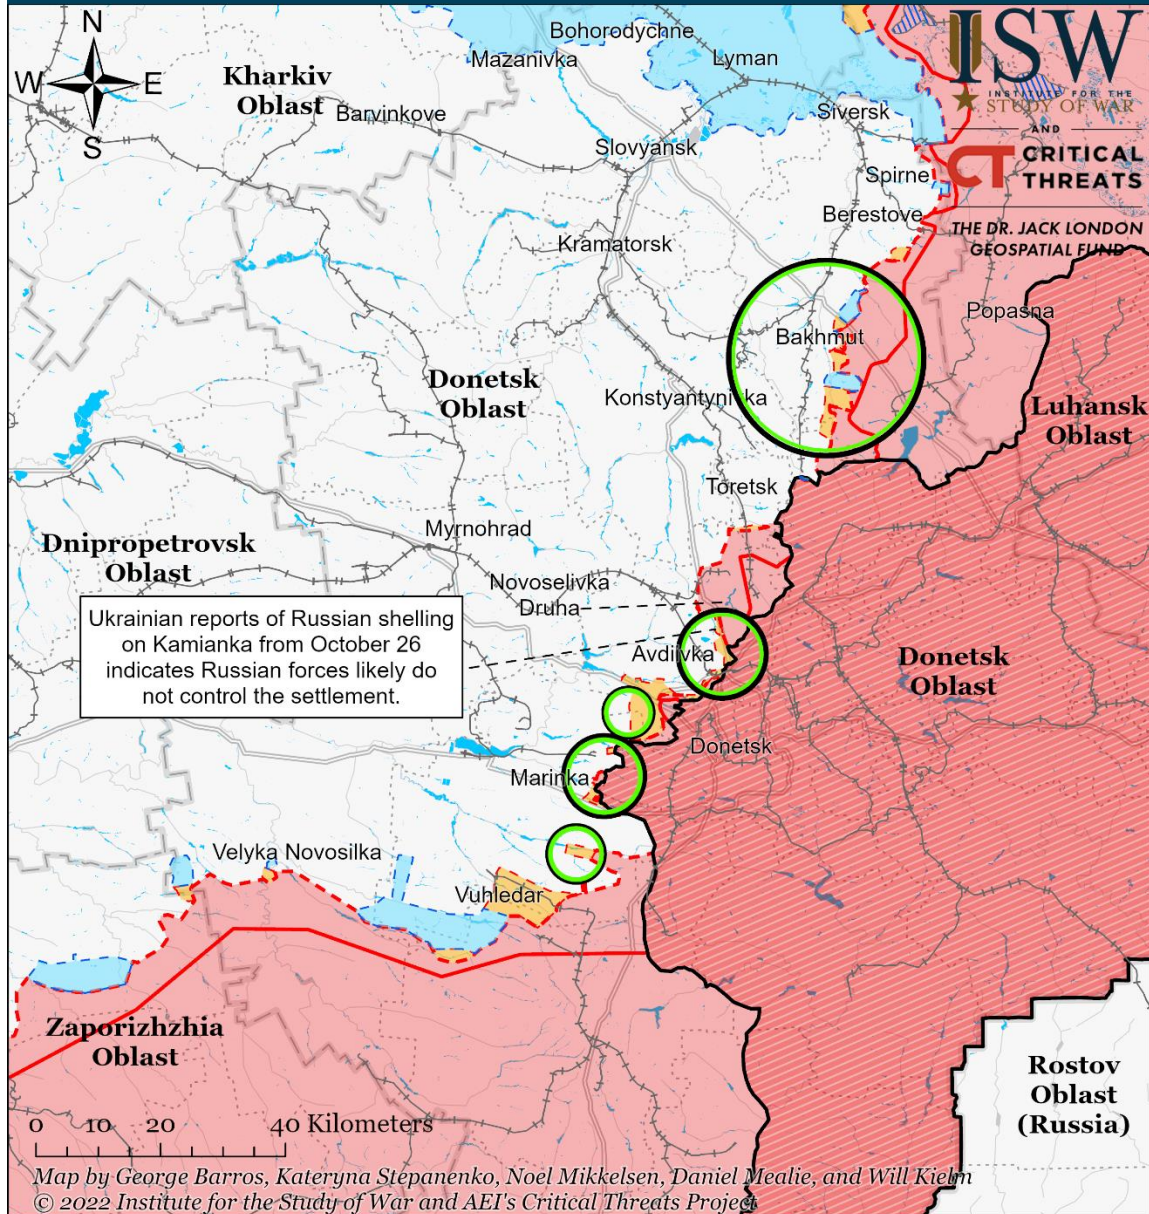 N
W E
S
ISW
INSTITUTE FOR THE
STUDY OF WAR
AND
CT CRITICAL
THREATS
THE DR. JACK LONDON
GEOSPATIAL FUND
Bohorodychne
Mazanivka
Lyman
Kharkiv
Oblast
Barvinkove
Siversk
Slovyansk
Spirne
Berestove
Kramatorsk
Popasna
Bakhmut
Donetsk
Oblast
Konstyantynivka
Luhansk
Oblast
Toretsk
Myrnohrad
Dnipropetrovsk
Oblast
Novoselivka
Druha
Ukrainian reports of Russian shelling
on Kamianka from October 26
indicates Russian forces likely do
not control the settlement.
Avdiivka
Donetsk
Oblast
Donetsk
Marinka
Velyka Novosilka
Vuhledar
Zaporizhzhia
Oblast
Rostov
Oblast
(Russia)
0 10 20 40 Kilometers
Map by George Barros, Kateryna Stepanenko, Noel Mikkelsen, Daniel Mealie, and Will Kielm
© 2022 Institute for the Study of War and AEI's Critical Threats Project